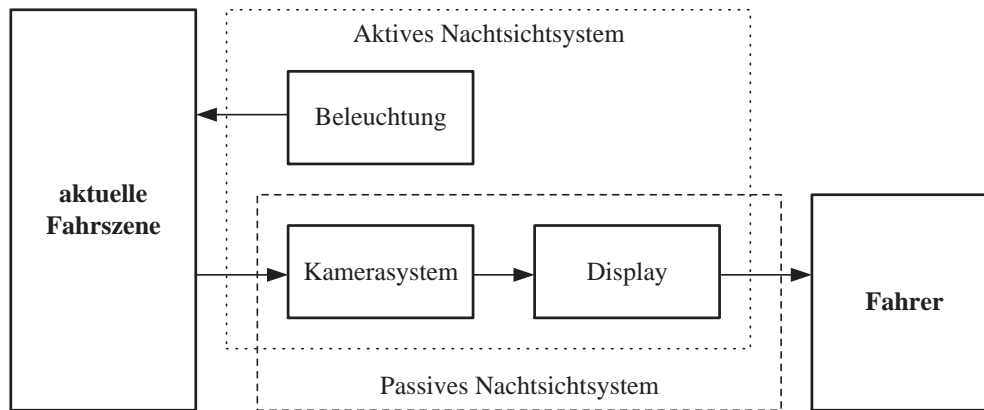 Aktives Nachtsichtsystem
Beleuchtung
aktuelle
Fahrszene
Kamerasystem
Display
Fahrer
Passives Nachtsichtsystem